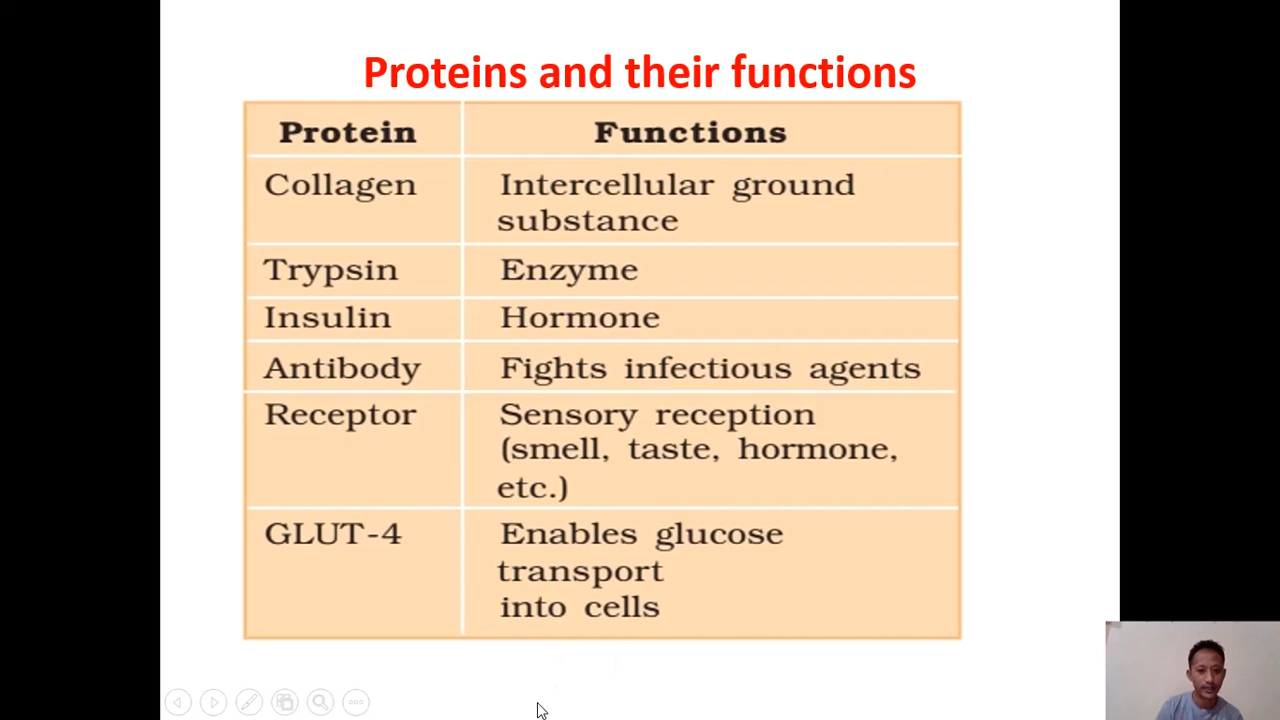 Proteins and their functions
Protein Functions
Collagen Intercellular ground
substance
Trypsin Enzyme
Insulin Hormone
Antibody Fights infectious agents
Receptor Sensory reception
(smell, taste, hormone,
etc.)
GLUT-4 Enables glucose
transport
into cells